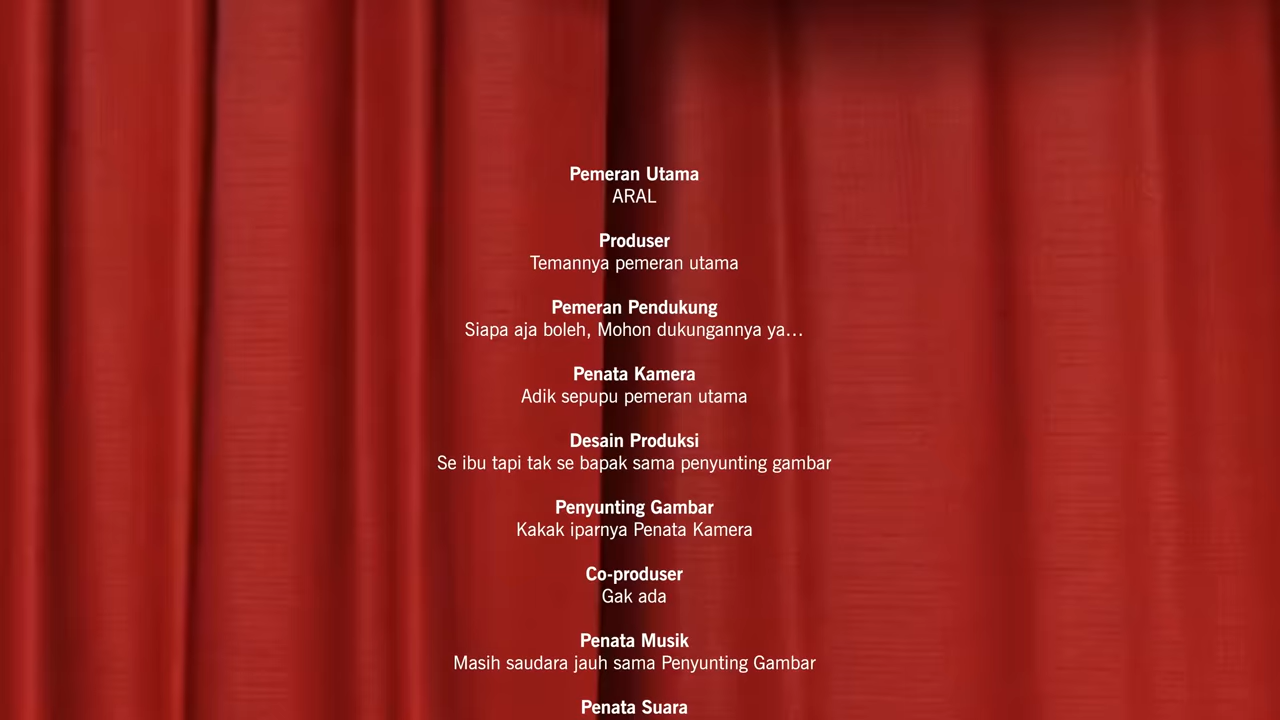 Pemeran Utama
ARAL
Produser
Temannya pemeran utama
Pemeran Pendukung
Siapa aja boleh, Mohon dukungannya ya...
Penata Kamera
Adik sepupu pemeran utama
Desain Produksi
Se ibu tapi tak se bapak sama penyunting gambar
Penyunting Gambar
Kakak iparnya Penata Kamera
Co-produser
Gak ada
Penata Musik
Masih saudara jauh sama Penyunting Gambar
Penata Suara